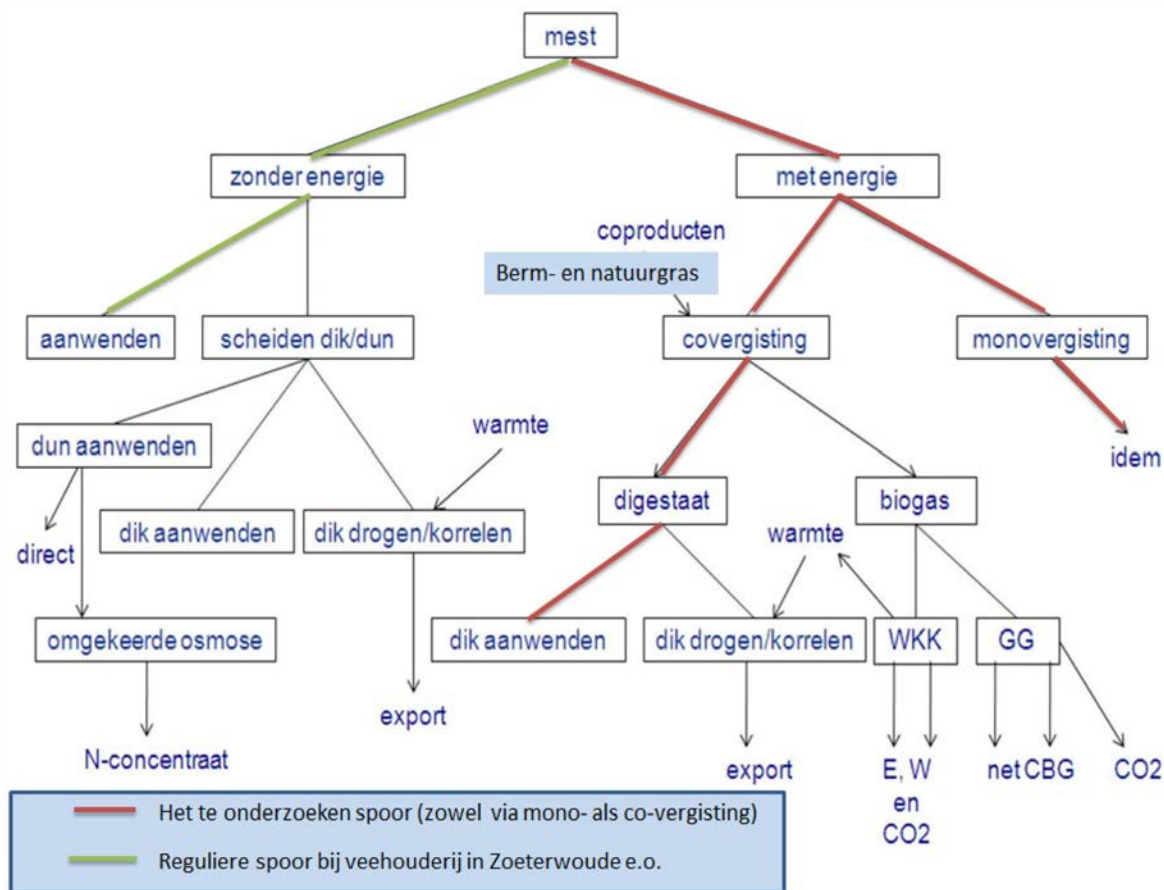 mest
zonder energie
met energie
coproducten
Berm- en natuurgras
aanwenden
scheiden dik/dun
covergisting
monovergisting
dun aanwenden
warmte
idem
digestaat
biogas
direct
dik aanwenden
dik drogen/korrelen
warmte
omgekeerde osmose
dik aanwenden
dik drogen/korrelen
WKK
GG
export
N-concentraat
export
E, W
en
CO2
net CBG
CO2
Het te onderzoeken spoor (zowel via mono- als co-vergisting)
Reguliere spoor bij veehouderij in Zoeterwoude e.o.